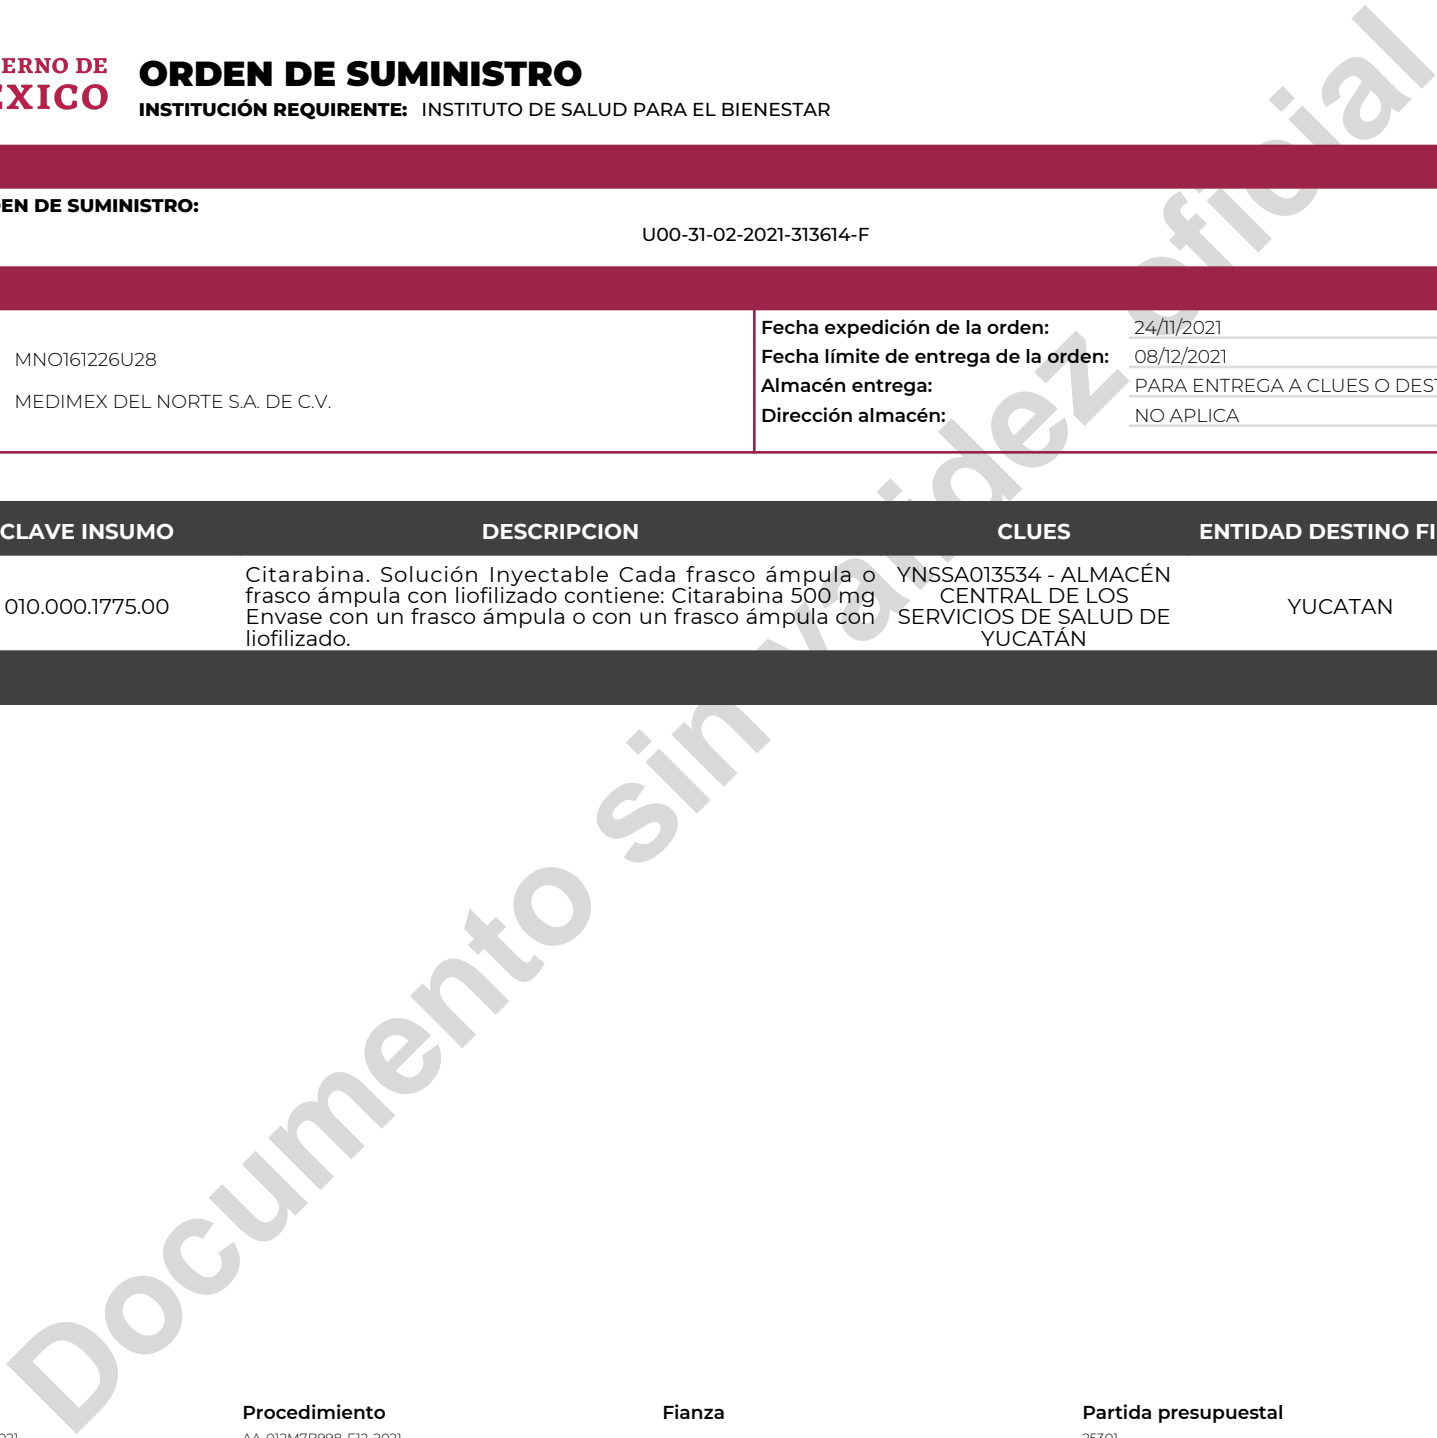 ERNO DE
ÉXICO
ORDEN DE SUMINISTRO
INSTITUCIÓN REQUIRENTE: INSTITUTO DE SALUD PARA EL BIENESTAR
EN DE SUMINISTRO:
U00-31-02-2021-313614-F
MNO161226U28
MEDIMEX DEL NORTE S.A. DE C.V.
Fecha expedición de la orden: 24/11/2021
Fecha límite de entrega de la orden: 08/12/2021
Almacén entrega: PARA ENTREGA A CLUES O DEST
Dirección almacén: NO APLICA
CLAVE INSUMO DESCRIPCION CLUES ENTIDAD DESTINO FI
010.000.1775.00
Citarabina. Solución Inyectable Cada frasco ámpula o
frasco ámpula con liofilizado contiene: Citarabina 500 mg
Envase con un frasco ámpula o con un frasco ámpula con
liofilizado.
YNSSA013534 - ALMACÉN
CENTRAL DE LOS
SERVICIOS DE SALUD DE
YUCATÁN
YUCATAN
Documento sin validez oficial
Procedimiento Fianza Partida presupuestal